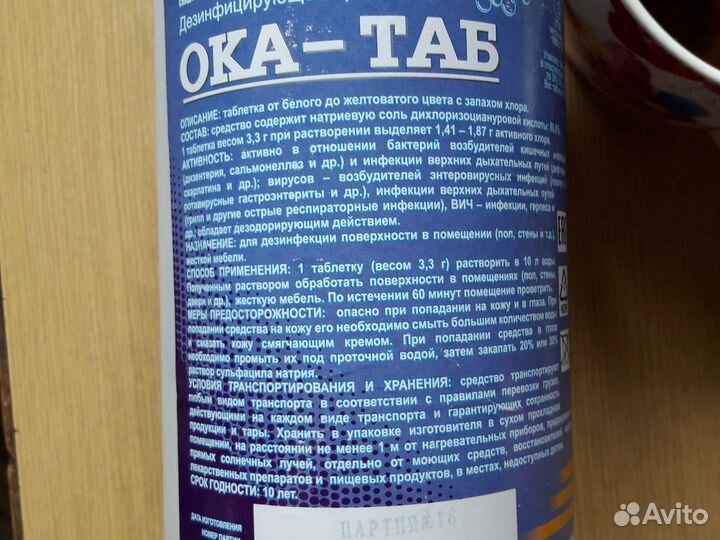 Дезинфицирующ
ОКА – ТАБ
ОПИСАНИЕ: таблетка от белого до желтоватого цвета с запахом хлора.
СОСТАВ: средство содержит натриевую соль дихлоризоциануровой кислоты:
1 таблетка весом 3,3 г при растворении выделяет 1,41 – 1,87 г активного хлора.
АКТИВНОСТЬ: активно в отношении бактерий возбудителей кишечных
(дизентерия, сальмонеллез и др.) и инфекции верхних дыхательных путей
скарлатина и др.); вирусов – возбудителей энтеровирусных инфекций
ротавирусные гастроэнтериты и др.), инфекции верхних дыхательных путей
(грипп и другие острые респираторные инфекции), ВИЧ – инфекции, герпеса и
др.; обладает дезодорирующим действием.
НАЗНАЧЕНИЕ: для дезинфекции поверхности в помещении (пол, стены и т.д.),
жесткой мебели.
СПОСОБ ПРИМЕНЕНИЯ: 1 таблетку (весом 3,3 г) растворить в 10 л воды.
Полученным раствором обработать поверхности в помещениях (пол, стены,
двери и др.), жесткую мебель. По истечении 60 минут помещение проветрить.
МЕРЫ ПРЕДОСТОРОЖНОСТИ: опасно при попадании на кожу и в глаза. При
попадании средства на кожу его необходимо смыть большим количеством воды
и смазать кожу смягчающим кремом. При попадании средства в глаза
необходимо промыть их под проточной водой, затем закапать 20% или 30%
раствор сульфацила натрия.
УСЛОВИЯ ТРАНСПОРТИРОВАНИЯ И ХРАНЕНИЯ: средство транспортируют
любым видом транспорта в соответствии с правилами перевозки грузов,
действующими на каждом виде транспорта и гарантирующих сохранность
продукции и тары. Хранить в упаковке изготовителя в сухом прохладном
помещении, на расстоянии не менее 1 м от нагревательных приборов,
прямых солнечных лучей, отдельно от моющих средств, восстановителей,
лекарственных препаратов и пищевых продуктов, в местах, недоступных детям.
СРОК ГОДНОСТИ: 10 лет.
ДАТА ИЗГОТОВЛЕНИЯ
НОМЕР ПАРТИИ
ПАРТИЯ№16
Avito